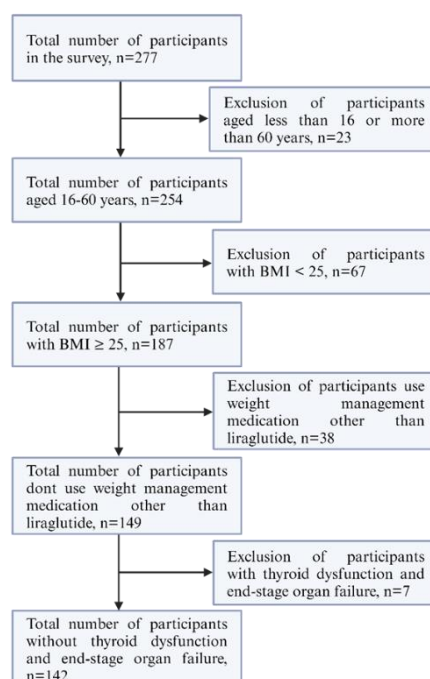 Total number of participants
in the survey, n=277
Exclusion of participants
aged less than 16 or more
than 60 years, n=23
Total number of participants
aged 16-60 years, n=254
Exclusion of participants
with BMI < 25, n=67
Total number of participants
with BMI ≥ 25, n=187
Exclusion of participants use
weight management
medication other than
liraglutide, n=38
Total number of participants
dont use weight management
medication other than
liraglutide, n=149
Exclusion of participants
with thyroid dysfunction and
end-stage organ failure, n=7
Total number of participants
without thyroid dysfunction
and end-stage organ failure,
n=142